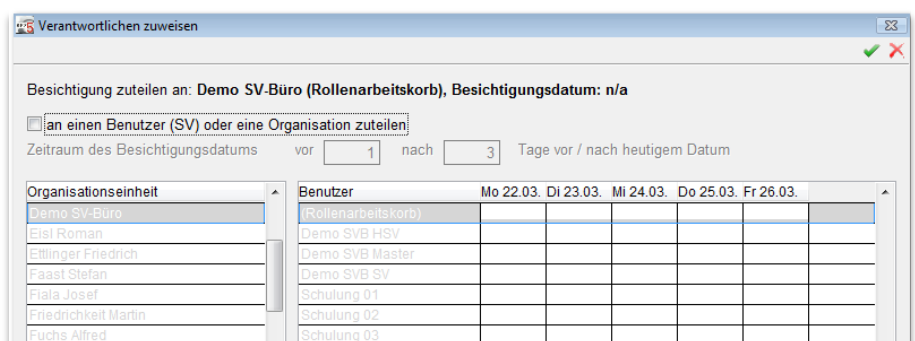 Verantwortlichen zuweisen
Besichtigung zuteilen an: Demo SV-Büro (Rollenarbeitskorb), Besichtigungsdatum: n/a
an einen Benutzer (SV) oder eine Organisation zuteilen
Zeitraum des Besichtigungsdatums vor 1 nach 3 Tage vor / nach heutigem Datum
Organisationseinheit Benutzer Mo 22.03. Di 23.03. Mi 24.03. Do 25.03. Fr 26.03.
Demo SV-Büro (Rollenarbeitskorb)
Eisl Roman Demo SVB HSV
Ettlinger Friedrich Demo SVB Master
Faast Stefan Demo SVB SV
Fiala Josef Schulung 01
Friedrichkeit Martin Schulung 02
Fuchs Alfred Schulung 03